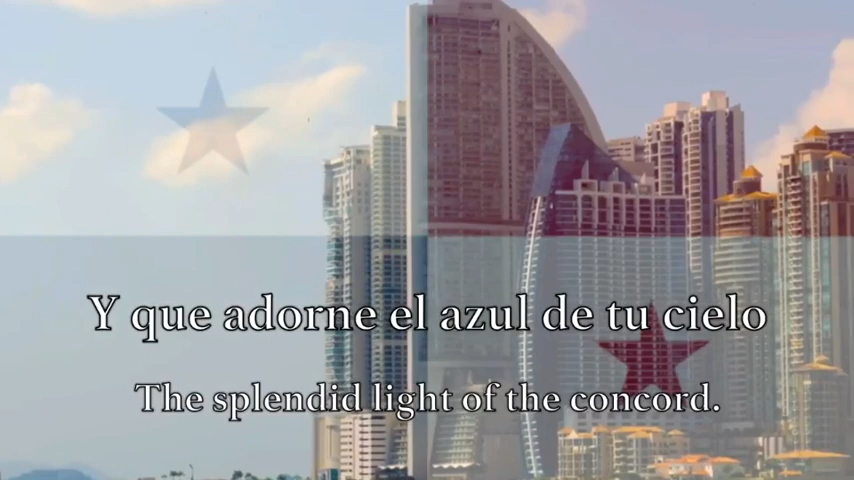 Y que adorne el azul de tu cielo
The splendid light of the concord.